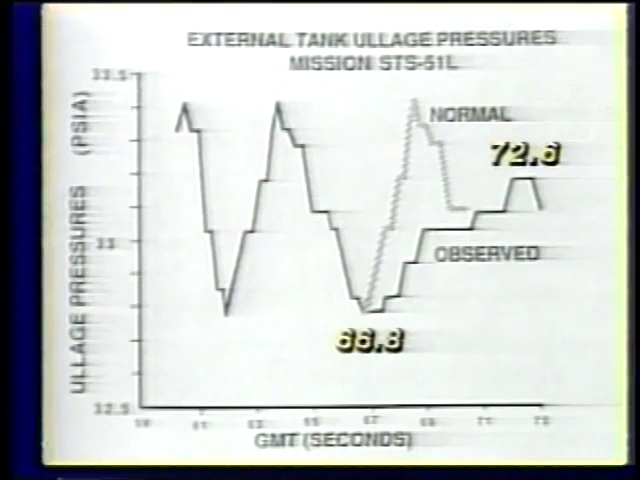 EXTERNAL TANK ULLAGE PRESSURES
MISSION STS-51L
33.5
ULLAGE PRESSURES (PSIA)
NORMAL
72.6
33
OBSERVED
66.8
32.5
67
GMT (SECONDS)